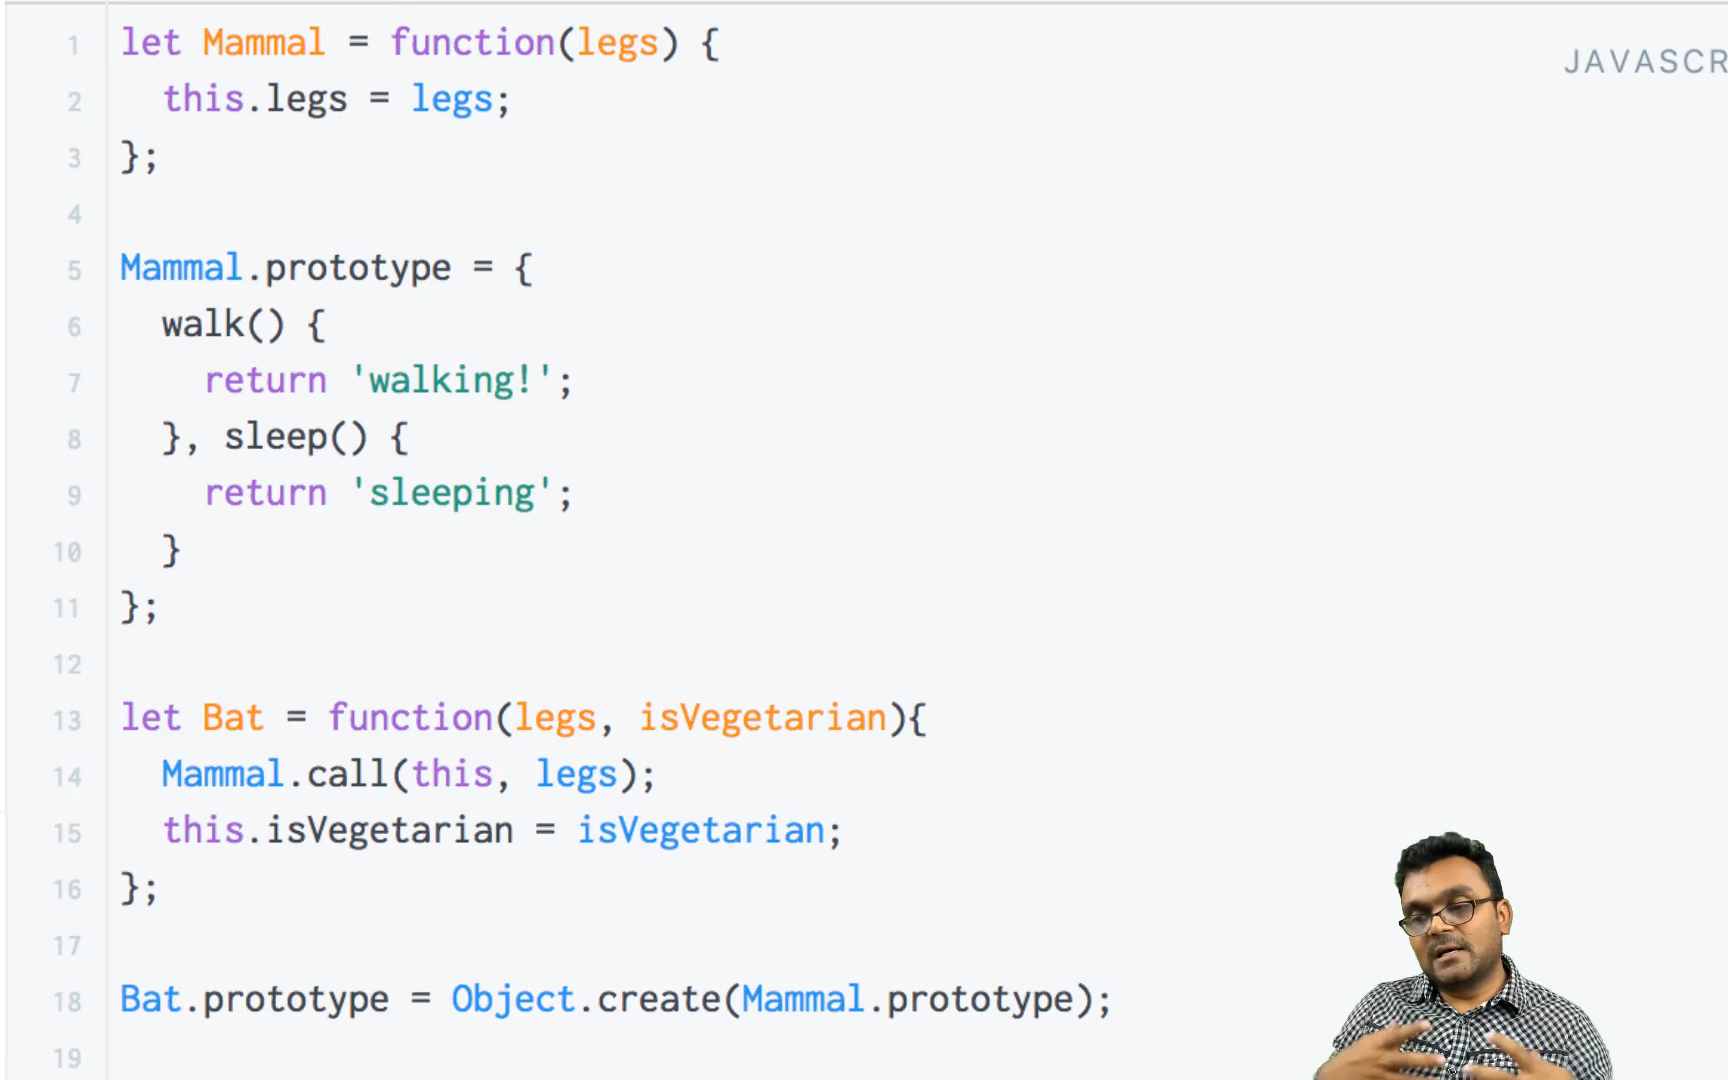 1 let Mammal = function(legs) {
JAVASCR
2 this.legs = legs;
3 };
4
5 Mammal.prototype = {
6 walk() {
7 return 'walking!';
8 }, sleep() {
9 return 'sleeping';
10 }
11 };
12
13 let Bat = function(legs, isVegetarian){
14 Mammal.call(this, legs);
15 this.isVegetarian = isVegetarian;
16 };
17
18 Bat.prototype = Object.create(Mammal.prototype);
19